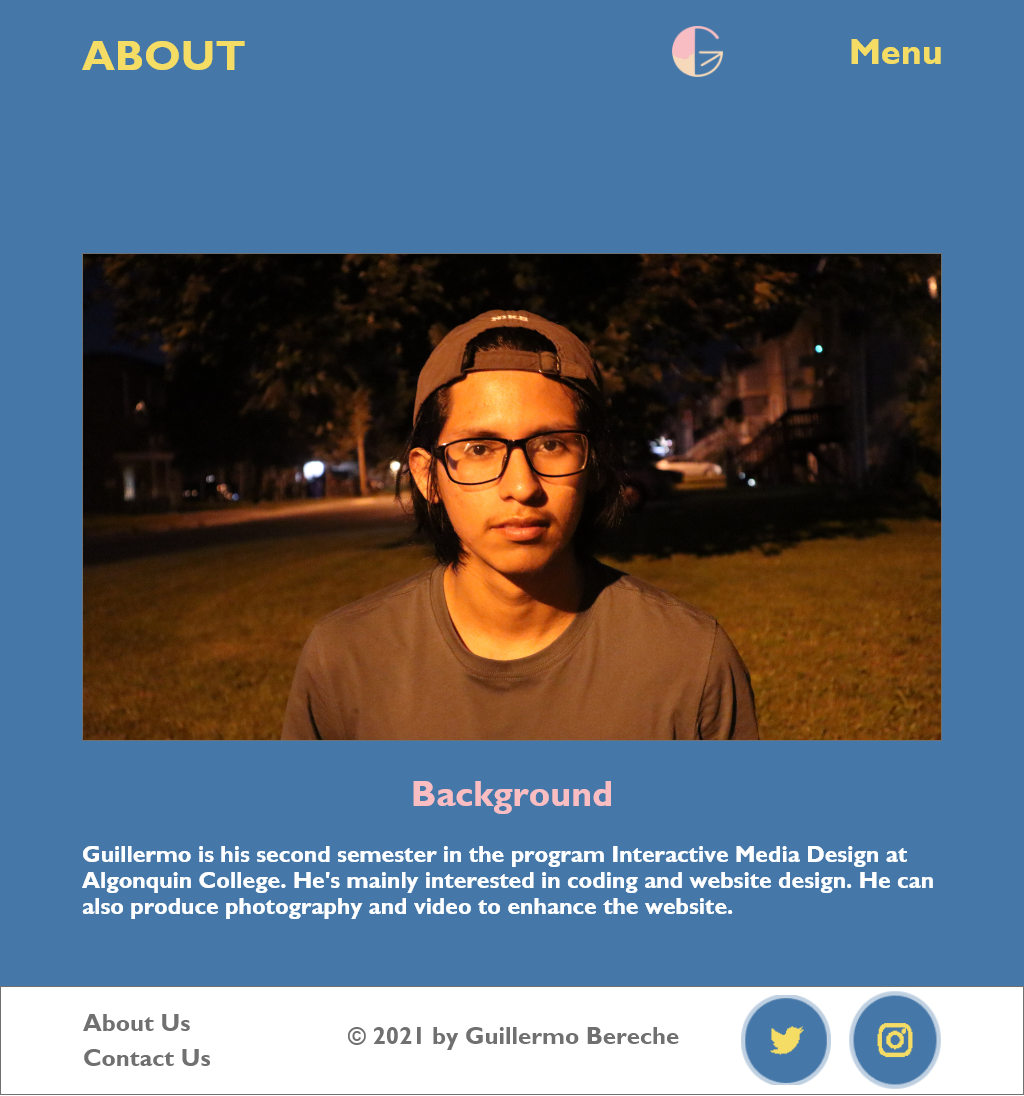 ABOUT
G
Menu
NIKE
Background
Guillermo is his second semester in the program Interactive Media Design at
Algonquin College. He's mainly interested in coding and website design. He can
also produce photography and video to enhance the website.
About Us
Contact Us
© 2021 by Guillermo Bereche